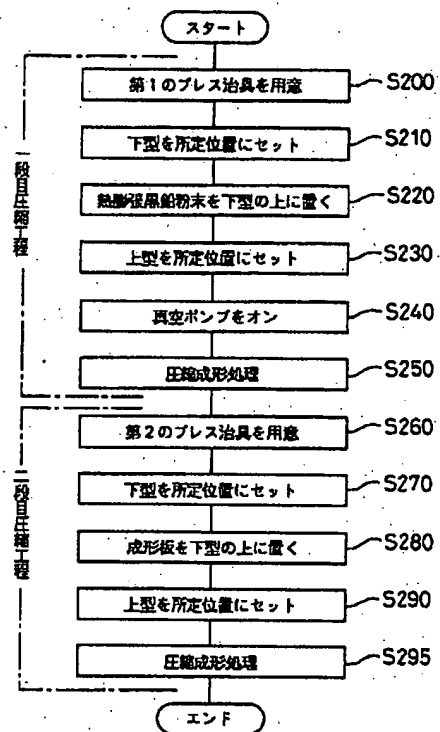 スタート
一段目圧縮工程
第1のプレス治具を用意
S200
下型を所定位置にセット
S210
熱膨張黒鉛粉末を下型の上に置く
S220
上型を所定位置にセット
S230
真空ポンプをオン
S240
圧縮成形処理
S250
二段目圧縮工程
第2のプレス治具を用意
S260
下型を所定位置にセット
S270
成形板を下型の上に置く
S280
上型を所定位置にセット
S290
圧縮成形処理
S295
エンド